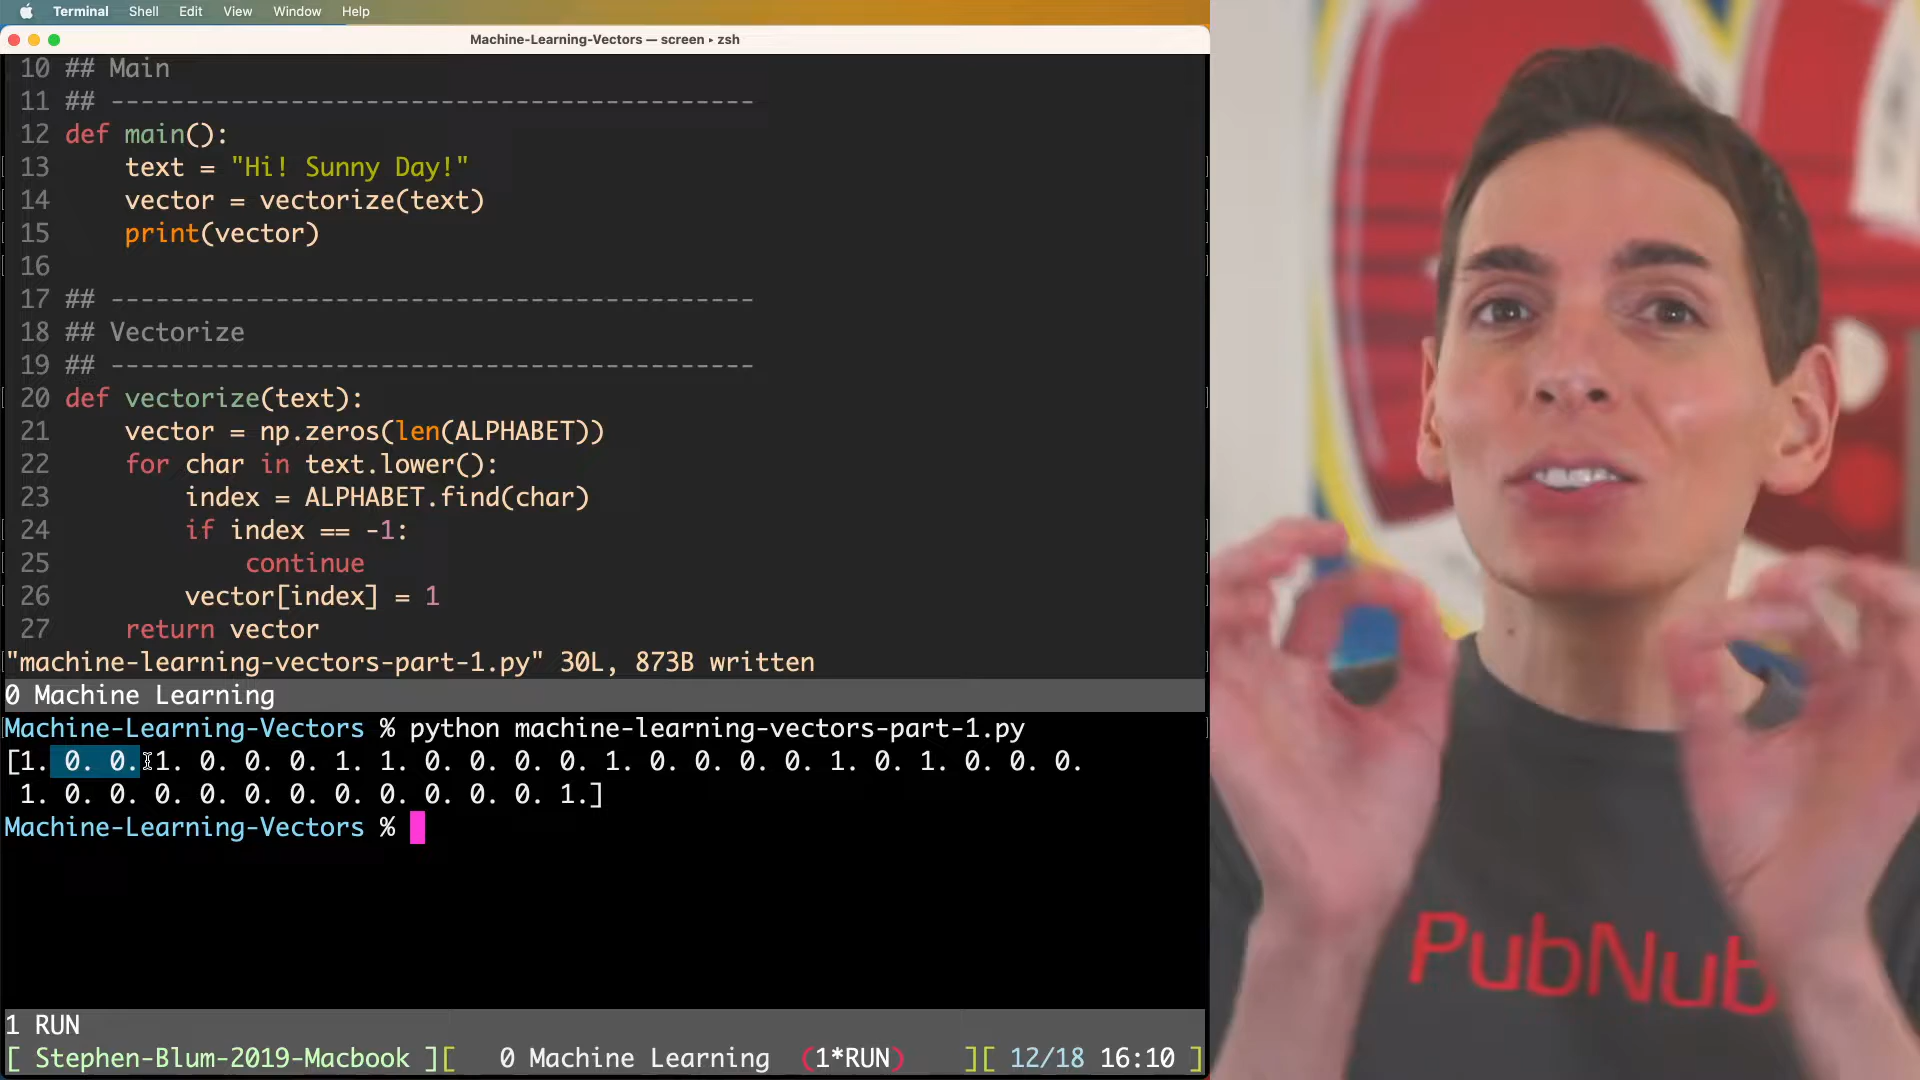 Terminal Shell Edit View Window Help
Machine-Learning-Vectors — screen ▸ zsh
10 ## Main
11 ## -------------------------------------------
12 def main():
13     text = "Hi! Sunny Day!"
14     vector = vectorize(text)
15     print(vector)
16
17 ## -------------------------------------------
18 ## Vectorize
19 ## -------------------------------------------
20 def vectorize(text):
21     vector = np.zeros(len(ALPHABET))
22     for char in text.lower():
23         index = ALPHABET.find(char)
24         if index == -1:
25             continue
26         vector[index] = 1
27     return vector
"machine-learning-vectors-part-1.py" 30L, 873B written
0 Machine Learning
Machine-Learning-Vectors % python machine-learning-vectors-part-1.py
[1. 0. 0. 1. 0. 0. 0. 1. 1. 0. 0. 0. 0. 1. 0. 0. 0. 0. 1. 0. 1. 0. 0. 0.
 1. 0. 0. 0. 0. 0. 0. 0. 0. 0. 0. 0. 1.]
Machine-Learning-Vectors %
1 RUN
[ Stephen-Blum-2019-Macbook ][   0 Machine Learning  (1*RUN)    ][ 12/18 16:10 ]
PubNub